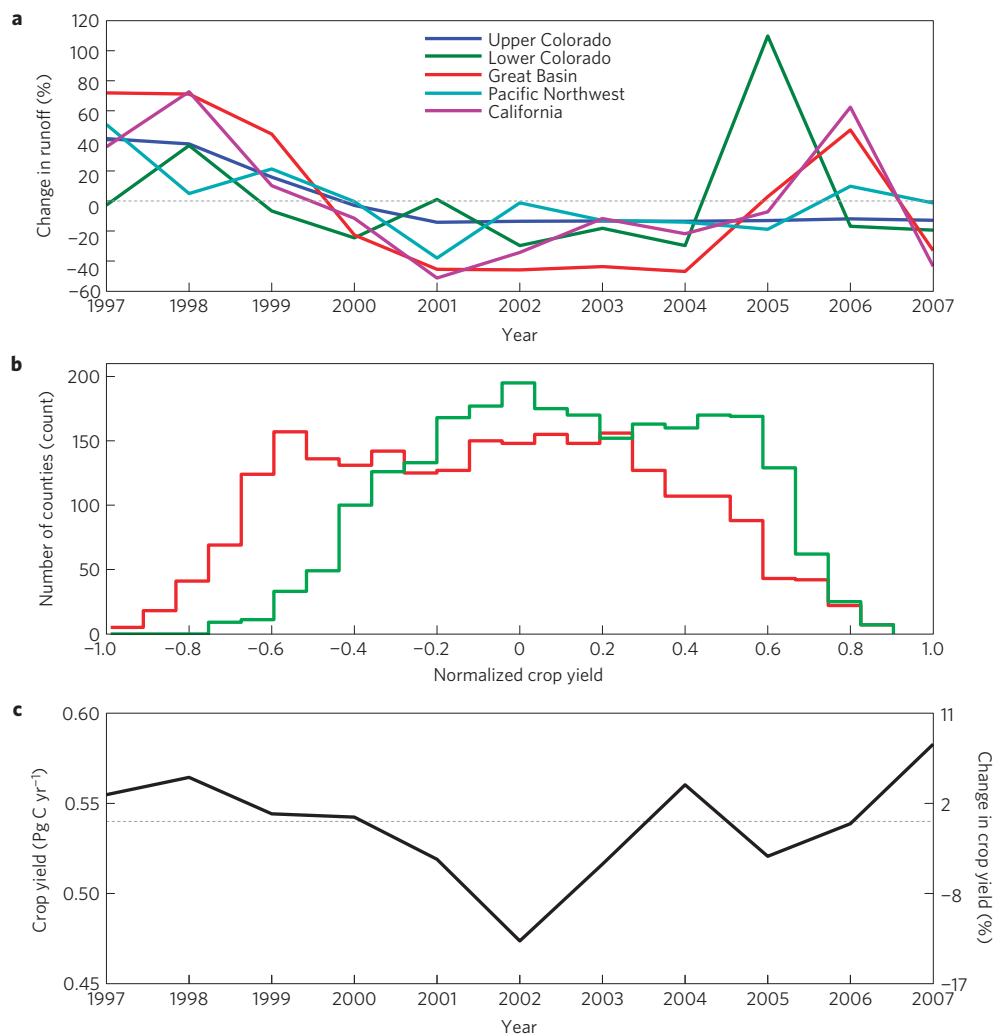 a
120
100
80
60
40
20
0
−20
−40
−60
Change in runoff (%)
Upper Colorado
Lower Colorado
Great Basin
Pacific Northwest
California
1997 1998 1999 2000 2001 2002 2003 2004 2005 2006 2007
Year
b
200
150
100
50
0
Number of counties (count)
−1.0 −0.8 −0.6 −0.4 −0.2 0 0.2 0.4 0.6 0.8 1.0
Normalized crop yield
c
0.60
0.55
0.50
0.45
Crop yield (Pg C yr⁻¹)
11
2
−8
−17
Change in crop yield (%)
1997 1998 1999 2000 2001 2002 2003 2004 2005 2006 2007
Year